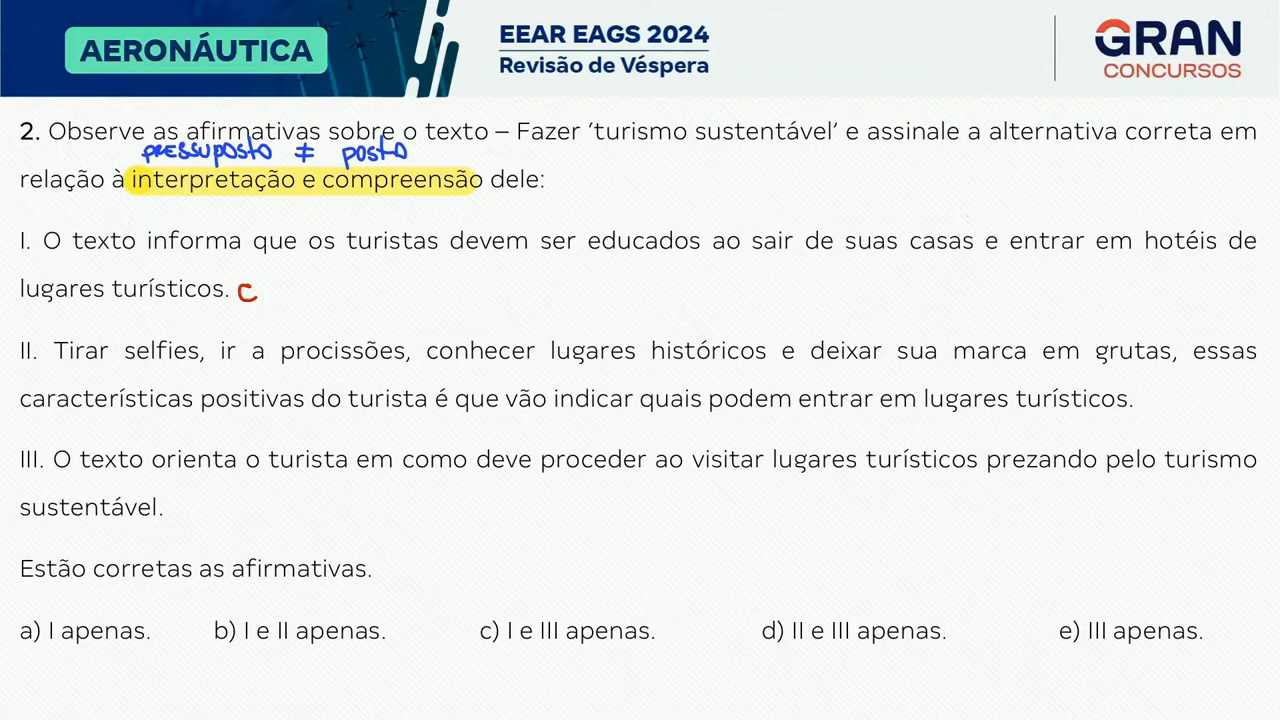 AERONÁUTICA
EEAR EAGS 2024
Revisão de Véspera
GRAN
CONCURSOS
2. Observe as afirmativas sobre o texto – Fazer ‘turismo sustentável’ e assinale a alternativa correta em
pressuposto ≠ posto
relação à interpretação e compreensão dele:
I. O texto informa que os turistas devem ser educados ao sair de suas casas e entrar em hotéis de
lugares turísticos. C
II. Tirar selfies, ir a procissões, conhecer lugares históricos e deixar sua marca em grutas, essas
características positivas do turista é que vão indicar quais podem entrar em lugares turísticos.
III. O texto orienta o turista em como deve proceder ao visitar lugares turísticos prezando pelo turismo
sustentável.
Estão corretas as afirmativas.
a) I apenas. b) I e II apenas. c) I e III apenas. d) II e III apenas. e) III apenas.